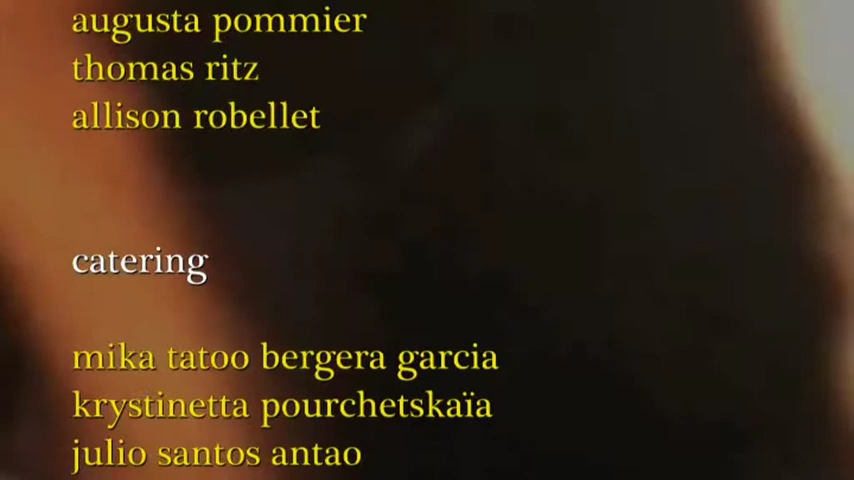 augusta pommier
thomas ritz
allison robellet
catering
mika tatoo bergera garcia
krystinetta pourchetskaïa
julio santos antao